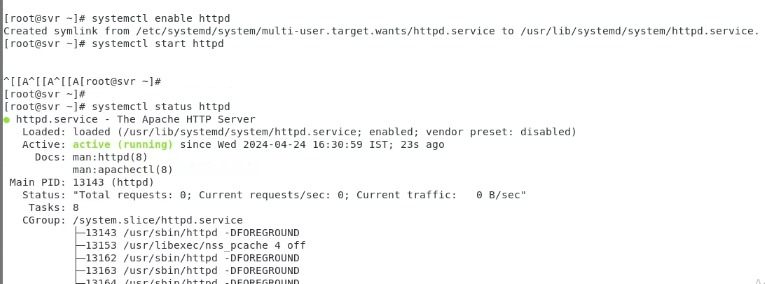 [root@svr ~]# systemctl enable httpd
Created symlink from /etc/systemd/system/multi-user.target.wants/httpd.service to /usr/lib/systemd/system/httpd.service.
[root@svr ~]# systemctl start httpd
^[[A^[[A^[[A[root@svr ~]#
[root@svr ~]#
[root@svr ~]# systemctl status httpd
● httpd.service - The Apache HTTP Server
Loaded: loaded (/usr/lib/systemd/system/httpd.service; enabled; vendor preset: disabled)
Active: active (running) since Wed 2024-04-24 16:30:59 IST; 23s ago
Docs: man:httpd(8)
man:apachectl(8)
Main PID: 13143 (httpd)
Status: "Total requests: 0; Current requests/sec: 0; Current traffic:   0 B/sec"
Tasks: 8
CGroup: /system.slice/httpd.service
├─13143 /usr/sbin/httpd -DFOREGROUND
├─13153 /usr/libexec/nss_pcache 4 off
├─13162 /usr/sbin/httpd -DFOREGROUND
├─13163 /usr/sbin/httpd -DFOREGROUND
├─13164 /usr/sbin/httpd -DFOREGROUND